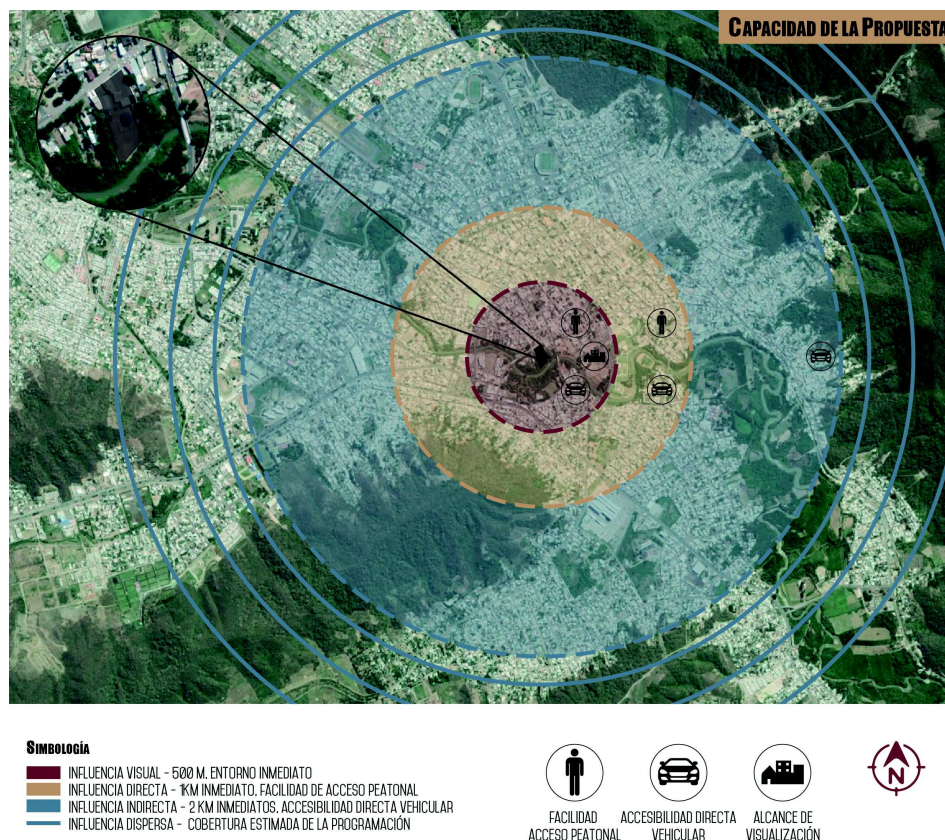 CAPACIDAD DE LA PROPUESTA
SIMBOLOGÍA
INFLUENCIA VISUAL - 500 M, ENTORNO INMEDIATO
INFLUENCIA DIRECTA - 1KM INMEDIATO, FACILIDAD DE ACCESO PEATONAL
INFLUENCIA INDIRECTA - 2 KM INMEDIATOS, ACCESIBILIDAD DIRECTA VEHICULAR
INFLUENCIA DISPERSA - COBERTURA ESTIMADA DE LA PROGRAMACIÓN
FACILIDAD
ACCESO PEATONAL
ACCESIBILIDAD DIRECTA
VEHICULAR
ALCANCE DE
VISUALIZACIÓN
N